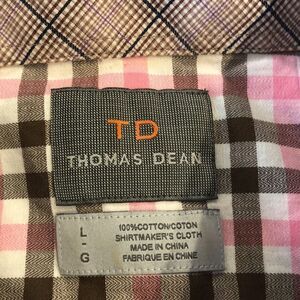 TD
THOMAS DEAN
L
G
100%COTTON/COTON
SHIRTMAKER'S CLOTH
MADE IN CHINA
FABRIQUE EN CHINE